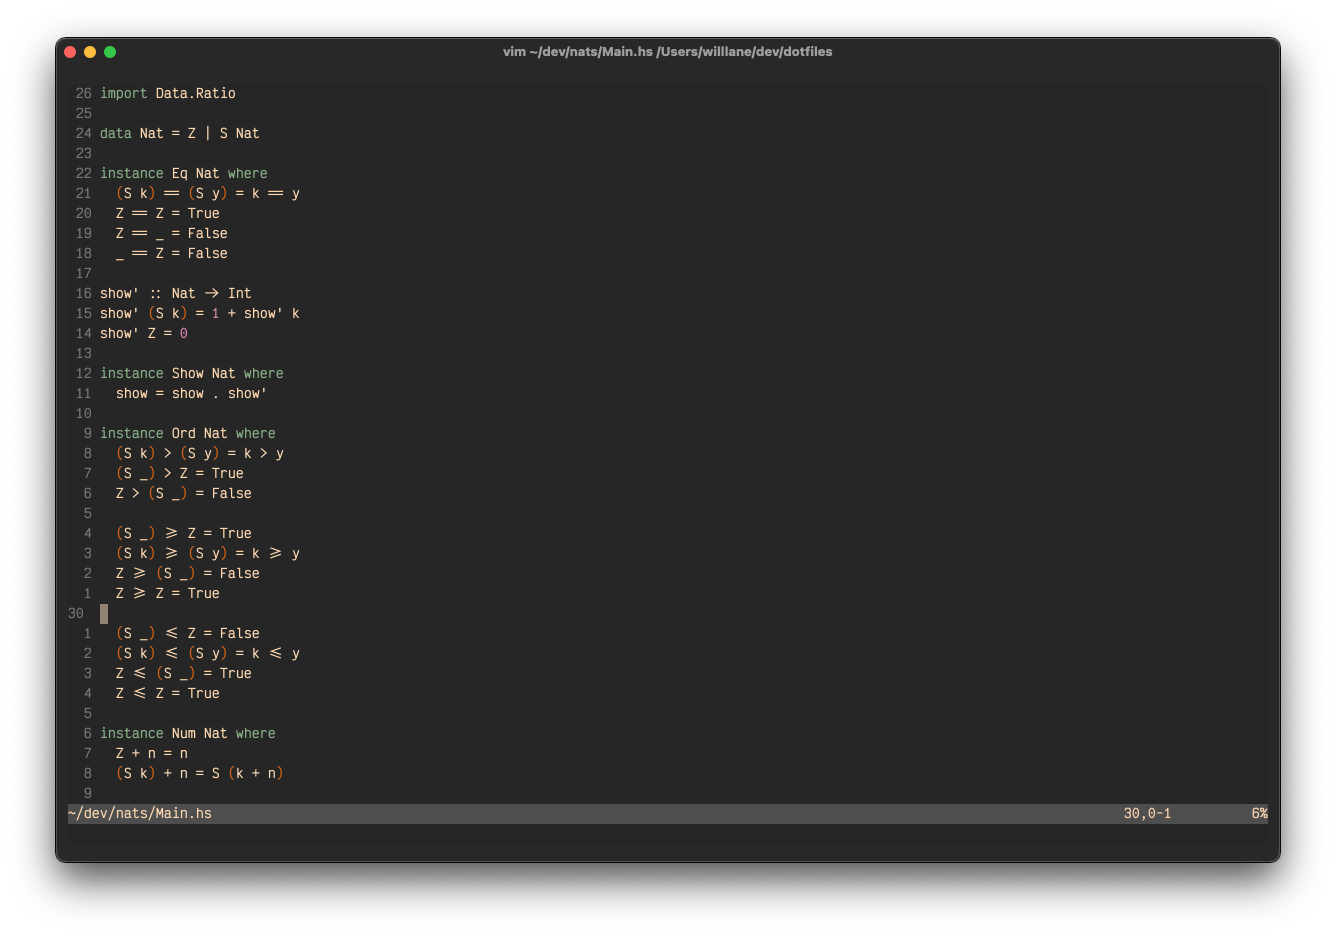 vim ~/dev/nats/Main.hs /Users/willlane/dev/dotfiles
26 import Data.Ratio
25
24 data Nat = Z | S Nat
23
22 instance Eq Nat where
21   (S k) == (S y) = k == y
20   Z == Z = True
19   Z == _ = False
18   _ == Z = False
17
16 show' :: Nat -> Int
15 show' (S k) = 1 + show' k
14 show' Z = 0
13
12 instance Show Nat where
11   show = show . show'
10
9 instance Ord Nat where
8   (S k) > (S y) = k > y
7   (S _) > Z = True
6   Z > (S _) = False
5
4   (S _) >= Z = True
3   (S k) >= (S y) = k >= y
2   Z >= (S _) = False
1   Z >= Z = True
30
1   (S _) <= Z = False
2   (S k) <= (S y) = k <= y
3   Z <= (S _) = True
4   Z <= Z = True
5
6 instance Num Nat where
7   Z + n = n
8   (S k) + n = S (k + n)
9
~/dev/nats/Main.hs 30,0-1 6%